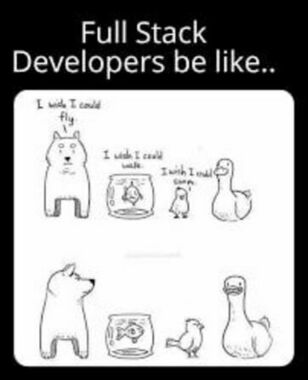 Full Stack
Developers be like..
I wish I could
fly.
I wish I could
walk.
I wish I could
swim.